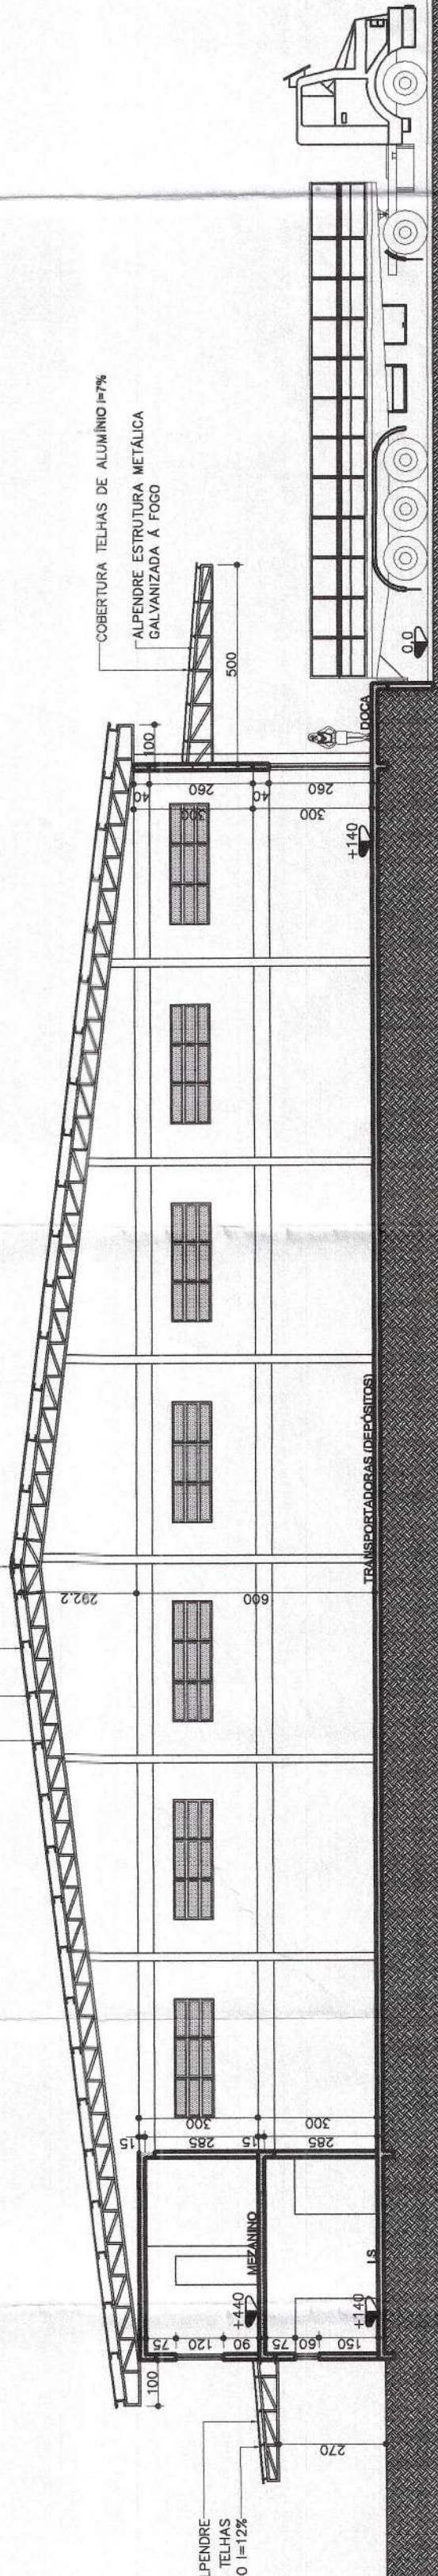 COBERTURA TELHAS DE ALUMÍNIO I=7%
ALPENDRE ESTRUTURA METÁLICA
GALVANIZADA Á FOGO
500
100
40
260
300
40
260
300
DOCA
0.0
+140
292.2
600
TRANSPORTADORAS (DEPÓSITOS)
15
300
285
15
300
285
MEZANINO
+440
I.S
+140
100
75
120
90
75
60
150
270
LPENDRE
TELHAS
O I=12%